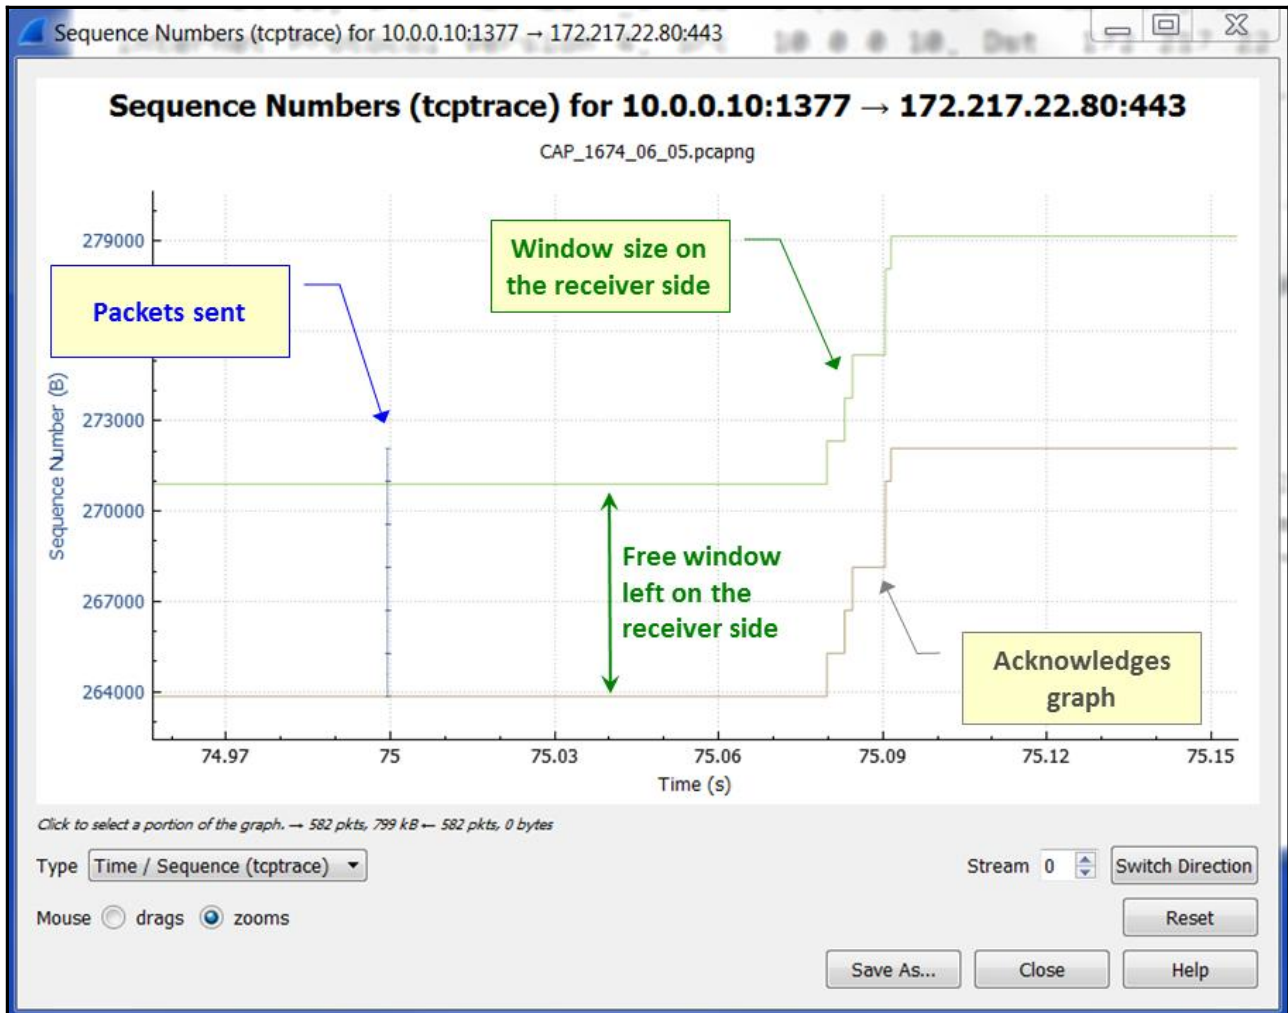 Sequence Numbers (tcptrace) for 10.0.0.10:1377 → 172.217.22.80:443
Sequence Numbers (tcptrace) for 10.0.0.10:1377 → 172.217.22.80:443
CAP_1674_06_05.pcapng
279000
273000
270000
267000
264000
Sequence Number (B)
Packets sent
Window size on
the receiver side
Free window
left on the
receiver side
Acknowledges
graph
74.97 75 75.03 75.06 75.09 75.12 75.15
Time (s)
Click to select a portion of the graph. → 582 pkts, 799 kB ← 582 pkts, 0 bytes
Type Time / Sequence (tcptrace) Stream 0 Switch Direction
Mouse drags zooms Reset
Save As... Close Help